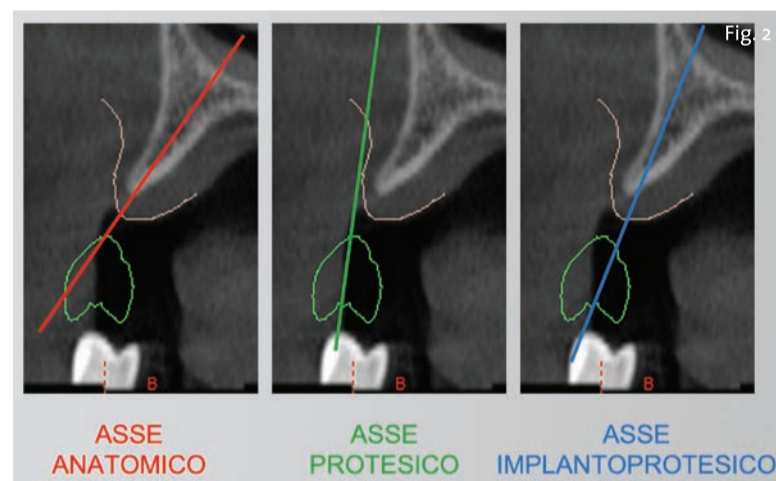 Fig. 2
B
B
B
ASSE
ANATOMICO
ASSE
PROTESICO
ASSE
IMPLANTOPROTESICO